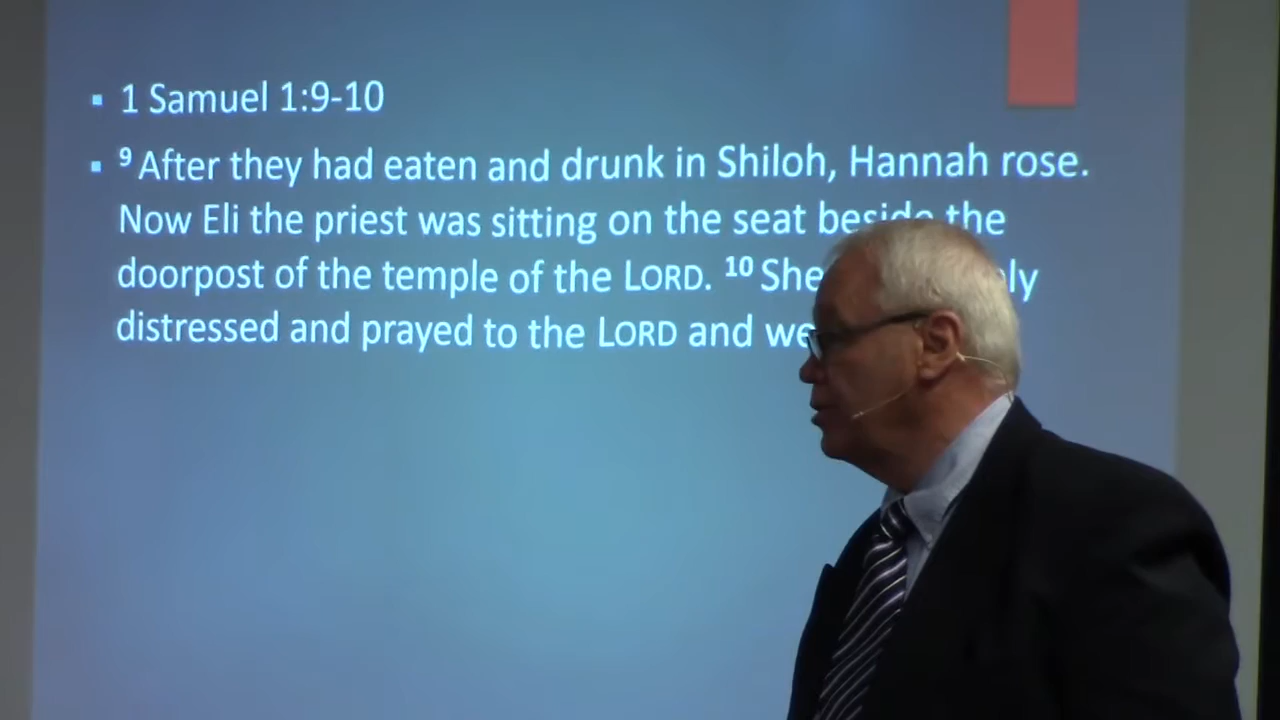 1 Samuel 1:9-10
9 After they had eaten and drunk in Shiloh, Hannah rose.
Now Eli the priest was sitting on the seat beside the
doorpost of the temple of the LORD. 10 She
distressed and prayed to the LORD and